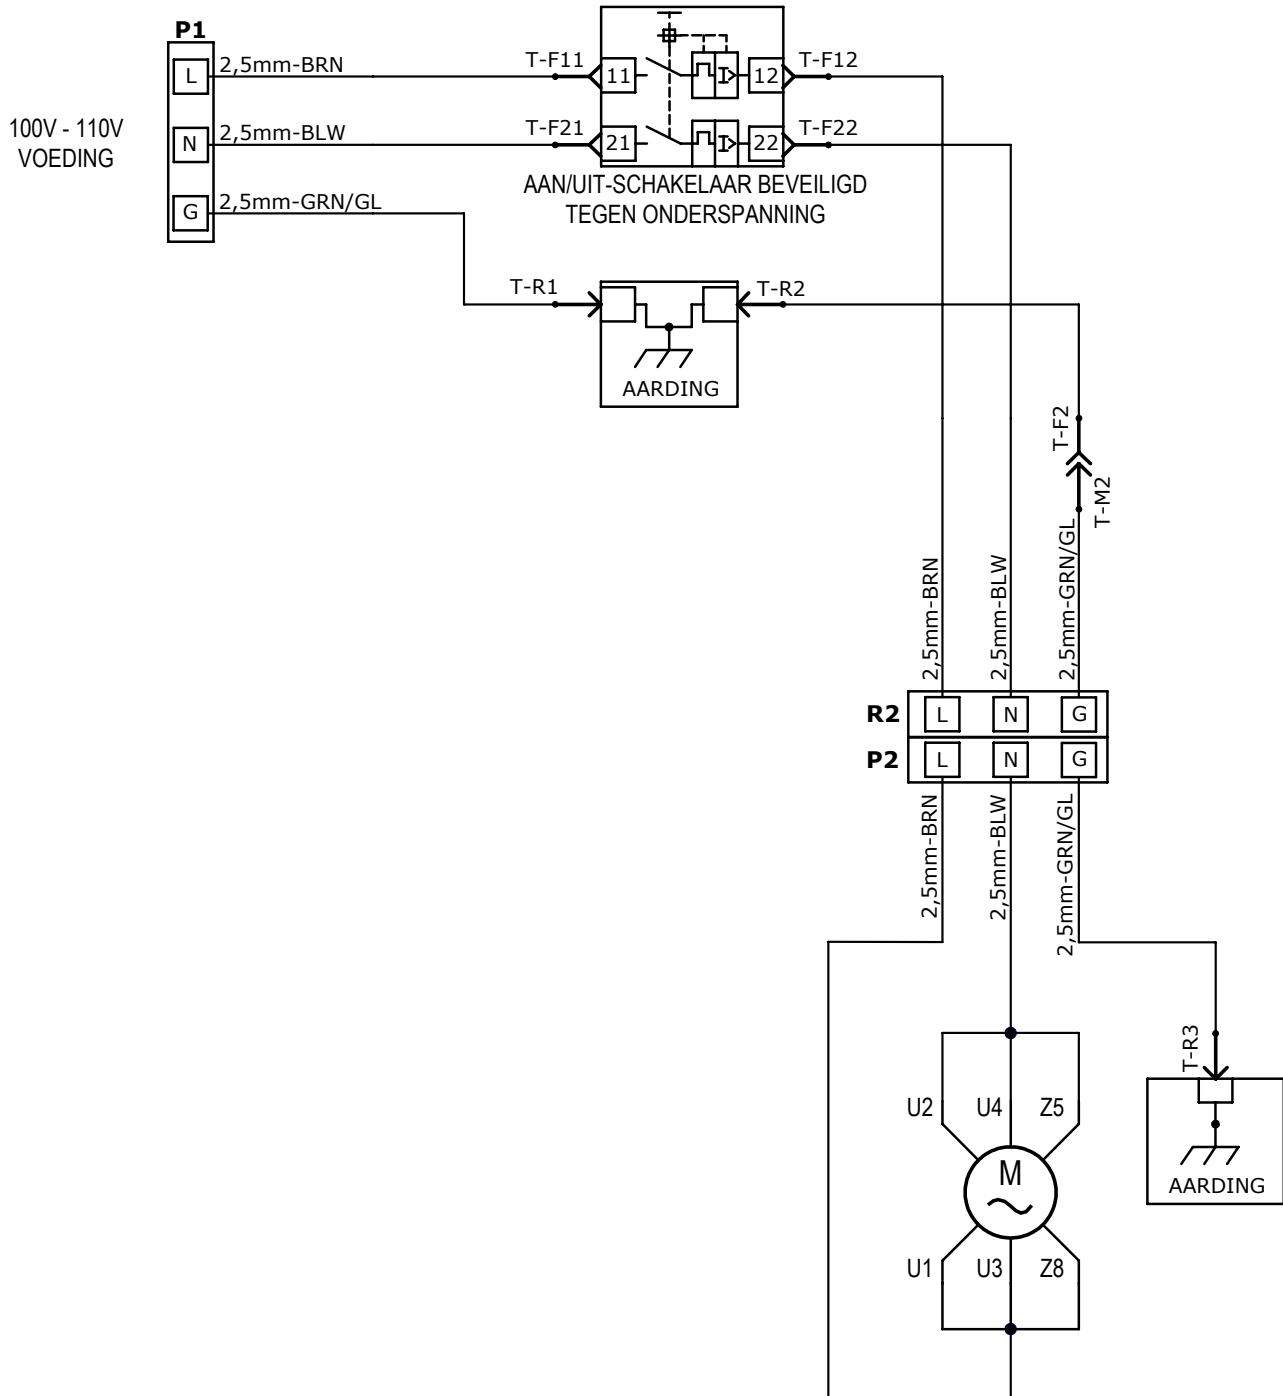 P1
L
2,5mm-BRN
T-F11
11
I>
12
T-F12
100V - 110V
VOEDING
N
2,5mm-BLW
T-F21
21
I>
22
T-F22
AAN/UIT-SCHAKELAAR BEVEILIGD
TEGEN ONDERSPANNING
G
2,5mm-GRN/GL
T-R1
T-R2
AARDING
T-F2
T-M2
2,5mm-BRN
2,5mm-BLW
2,5mm-GRN/GL
R2
L
N
G
P2
L
N
G
2,5mm-BRN
2,5mm-BLW
2,5mm-GRN/GL
T-R3
U2
U4
Z5
M
AARDING
U1
U3
Z8